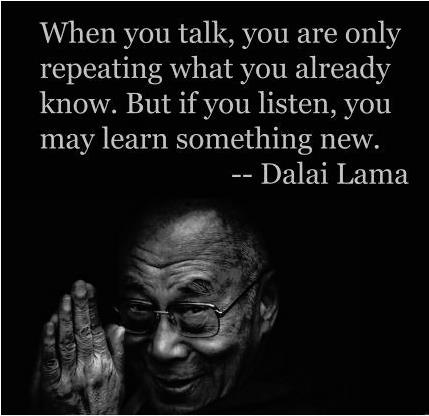 When you talk, you are only
repeating what you already
know. But if you listen, you
may learn something new.
-- Dalai Lama